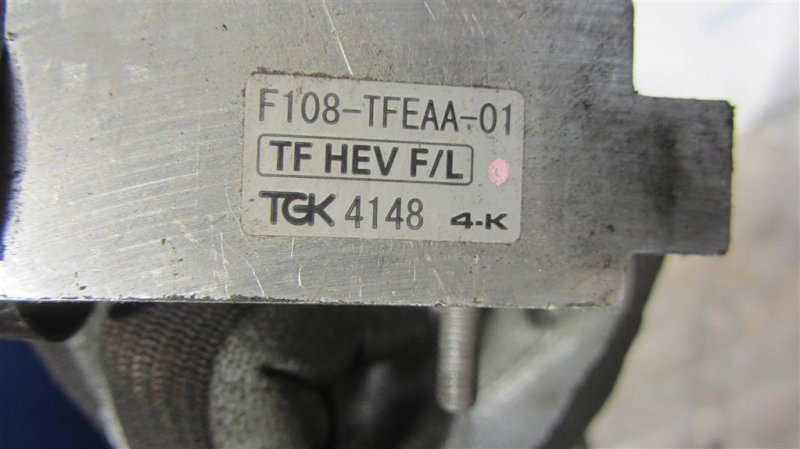 F108-TFEAA-01
TF HEV F/L
TGK 4148 4-K